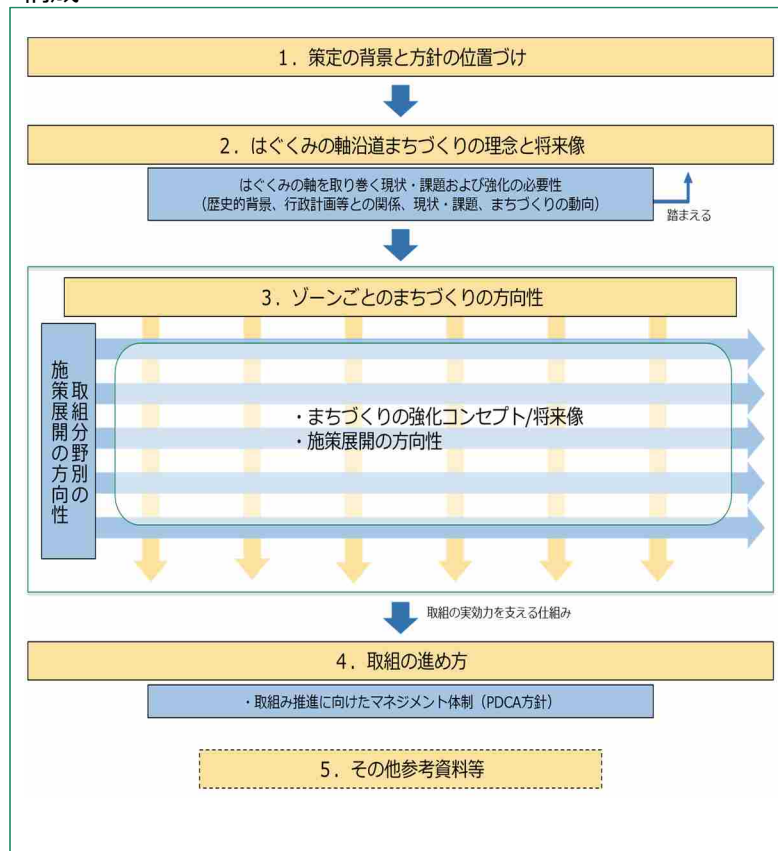 1．策定の背景と方針の位置づけ
2．はぐくみの軸沿道まちづくりの理念と将来像
はぐくみの軸を取り巻く現状・課題および強化の必要性
（歴史的背景、行政計画等との関係、現状・課題、まちづくりの動向）
踏まえる
3．ゾーンごとのまちづくりの方向性
取組分野別の
施策展開の方向性
・まちづくりの強化コンセプト/将来像
・施策展開の方向性
取組の実効力を支える仕組み
4．取組の進め方
・取組み推進に向けたマネジメント体制（PDCA方針）
5．その他参考資料等